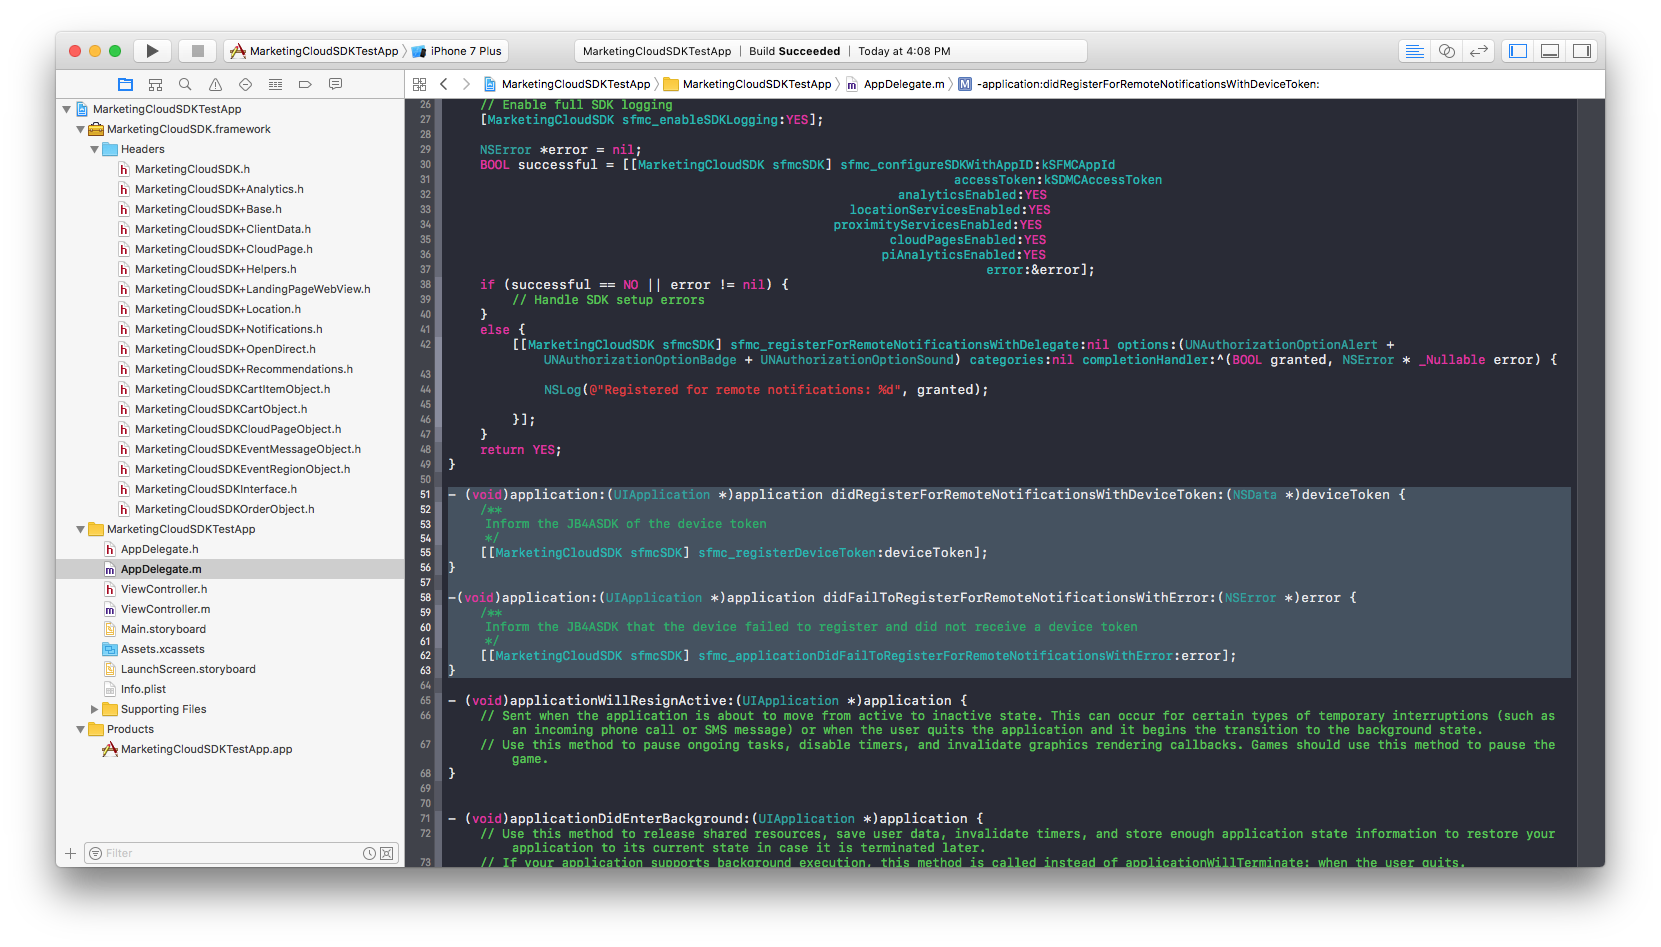 MarketingCloudSDKTestApp
iPhone 7 Plus
MarketingCloudSDKTestApp | Build Succeeded | Today at 4:08 PM
MarketingCloudSDKTestApp
MarketingCloudSDKTestApp
AppDelegate.m
M
-application:didRegisterForRemoteNotificationsWithDeviceToken:
MarketingCloudSDKTestApp
MarketingCloudSDK.framework
Headers
h MarketingCloudSDK.h
h MarketingCloudSDK+Analytics.h
h MarketingCloudSDK+Base.h
h MarketingCloudSDK+ClientData.h
h MarketingCloudSDK+CloudPage.h
h MarketingCloudSDK+Helpers.h
h MarketingCloudSDK+LandingPageWebView.h
h MarketingCloudSDK+Location.h
h MarketingCloudSDK+Notifications.h
h MarketingCloudSDK+OpenDirect.h
h MarketingCloudSDK+Recommendations.h
h MarketingCloudSDKCartItemObject.h
h MarketingCloudSDKCartObject.h
h MarketingCloudSDKCloudPageObject.h
h MarketingCloudSDKEventMessageObject.h
h MarketingCloudSDKEventRegionObject.h
h MarketingCloudSDKInterface.h
h MarketingCloudSDKOrderObject.h
MarketingCloudSDKTestApp
h AppDelegate.h
m AppDelegate.m
h ViewController.h
m ViewController.m
Main.storyboard
Assets.xcassets
LaunchScreen.storyboard
Info.plist
Supporting Files
Products
MarketingCloudSDKTestApp.app
Filter
26 // Enable full SDK logging
27 [MarketingCloudSDK sfmc_enableSDKLogging:YES];
28
29 NSError *error = nil;
30 BOOL successful = [[MarketingCloudSDK sfmcSDK] sfmc_configureSDKWithAppID:kSFMCAppId
31 accessToken:kSDMCAccessToken
32 analyticsEnabled:YES
33 locationServicesEnabled:YES
34 proximityServicesEnabled:YES
35 cloudPagesEnabled:YES
36 piAnalyticsEnabled:YES
37 error:&error];
38 if (successful == NO || error != nil) {
39 // Handle SDK setup errors
40 }
41 else {
42 [[MarketingCloudSDK sfmcSDK] sfmc_registerForRemoteNotificationsWithDelegate:nil options:(UNAuthorizationOptionAlert +
UNAuthorizationOptionBadge + UNAuthorizationOptionSound) categories:nil completionHandler:^(BOOL granted, NSError * _Nullable error) {
43
44 NSLog(@"Registered for remote notifications: %d", granted);
45
46 }];
47 }
48 return YES;
49 }
50
51 - (void)application:(UIApplication *)application didRegisterForRemoteNotificationsWithDeviceToken:(NSData *)deviceToken {
52 /**
53 Inform the JB4ASDK of the device token
54 */
55 [[MarketingCloudSDK sfmcSDK] sfmc_registerDeviceToken:deviceToken];
56 }
57
58 -(void)application:(UIApplication *)application didFailToRegisterForRemoteNotificationsWithError:(NSError *)error {
59 /**
60 Inform the JB4ASDK that the device failed to register and did not receive a device token
61 */
62 [[MarketingCloudSDK sfmcSDK] sfmc_applicationDidFailToRegisterForRemoteNotificationsWithError:error];
63 }
64
65 - (void)applicationWillResignActive:(UIApplication *)application {
66 // Sent when the application is about to move from active to inactive state. This can occur for certain types of temporary interruptions (such as
an incoming phone call or SMS message) or when the user quits the application and it begins the transition to the background state.
67 // Use this method to pause ongoing tasks, disable timers, and invalidate graphics rendering callbacks. Games should use this method to pause the
game.
68 }
69
70
71 - (void)applicationDidEnterBackground:(UIApplication *)application {
72 // Use this method to release shared resources, save user data, invalidate timers, and store enough application state information to restore your
application to its current state in case it is terminated later.
73 // If your application supports background execution, this method is called instead of applicationWillTerminate: when the user quits.